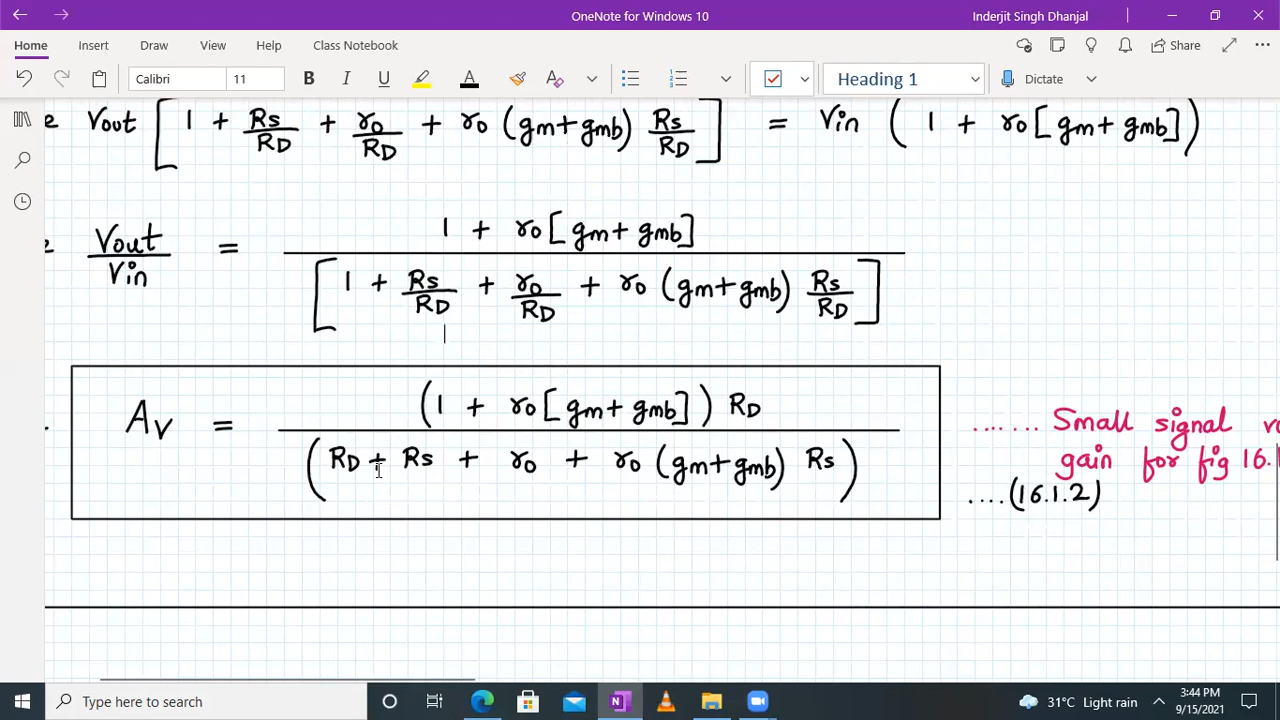 OneNote for Windows 10
Inderjit Singh Dhanjal
Home Insert Draw View Help Class Notebook
Share
Calibri 11 B I U A Heading 1 Dictate
e Vout [ 1 + Rs/RD + ro/RD + ro (gm+gmb) Rs/RD ] = Vin ( 1 + ro [gm + gmb] )
e Vout/Vin = 1 + ro [gm + gmb] / [ 1 + Rs/RD + ro/RD + ro (gm+gmb) Rs/RD ]
Av = (1 + ro [gm + gmb]) RD / (RD + Rs + ro + ro (gm+gmb) Rs)
....... Small signal
gain for fig 16.
....(16.1.2)
Type here to search
31°C Light rain
3:44 PM
9/15/2021